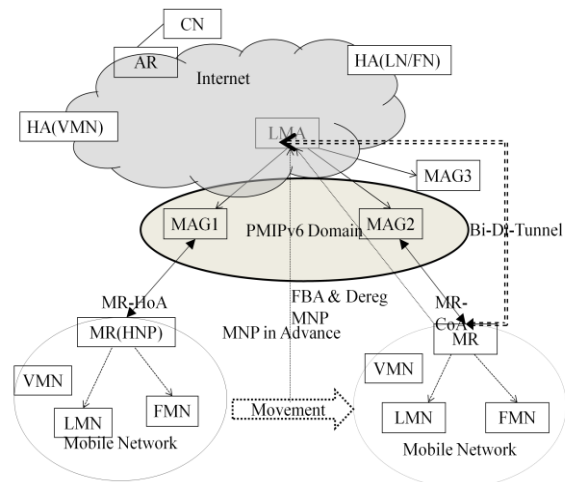 CN
AR
HA(LN/FN)
Internet
HA(VMN)
LMA
MAG3
MAG1
PMIPv6 Domain
MAG2
Bi-Di-Tunnel
MR-HoA
FBA & Dereg
MNP
MR-
CoA
MR(HNP)
MNP in Advance
MR
VMN
VMN
LMN
FMN
Movement
LMN
FMN
Mobile Network
Mobile Network